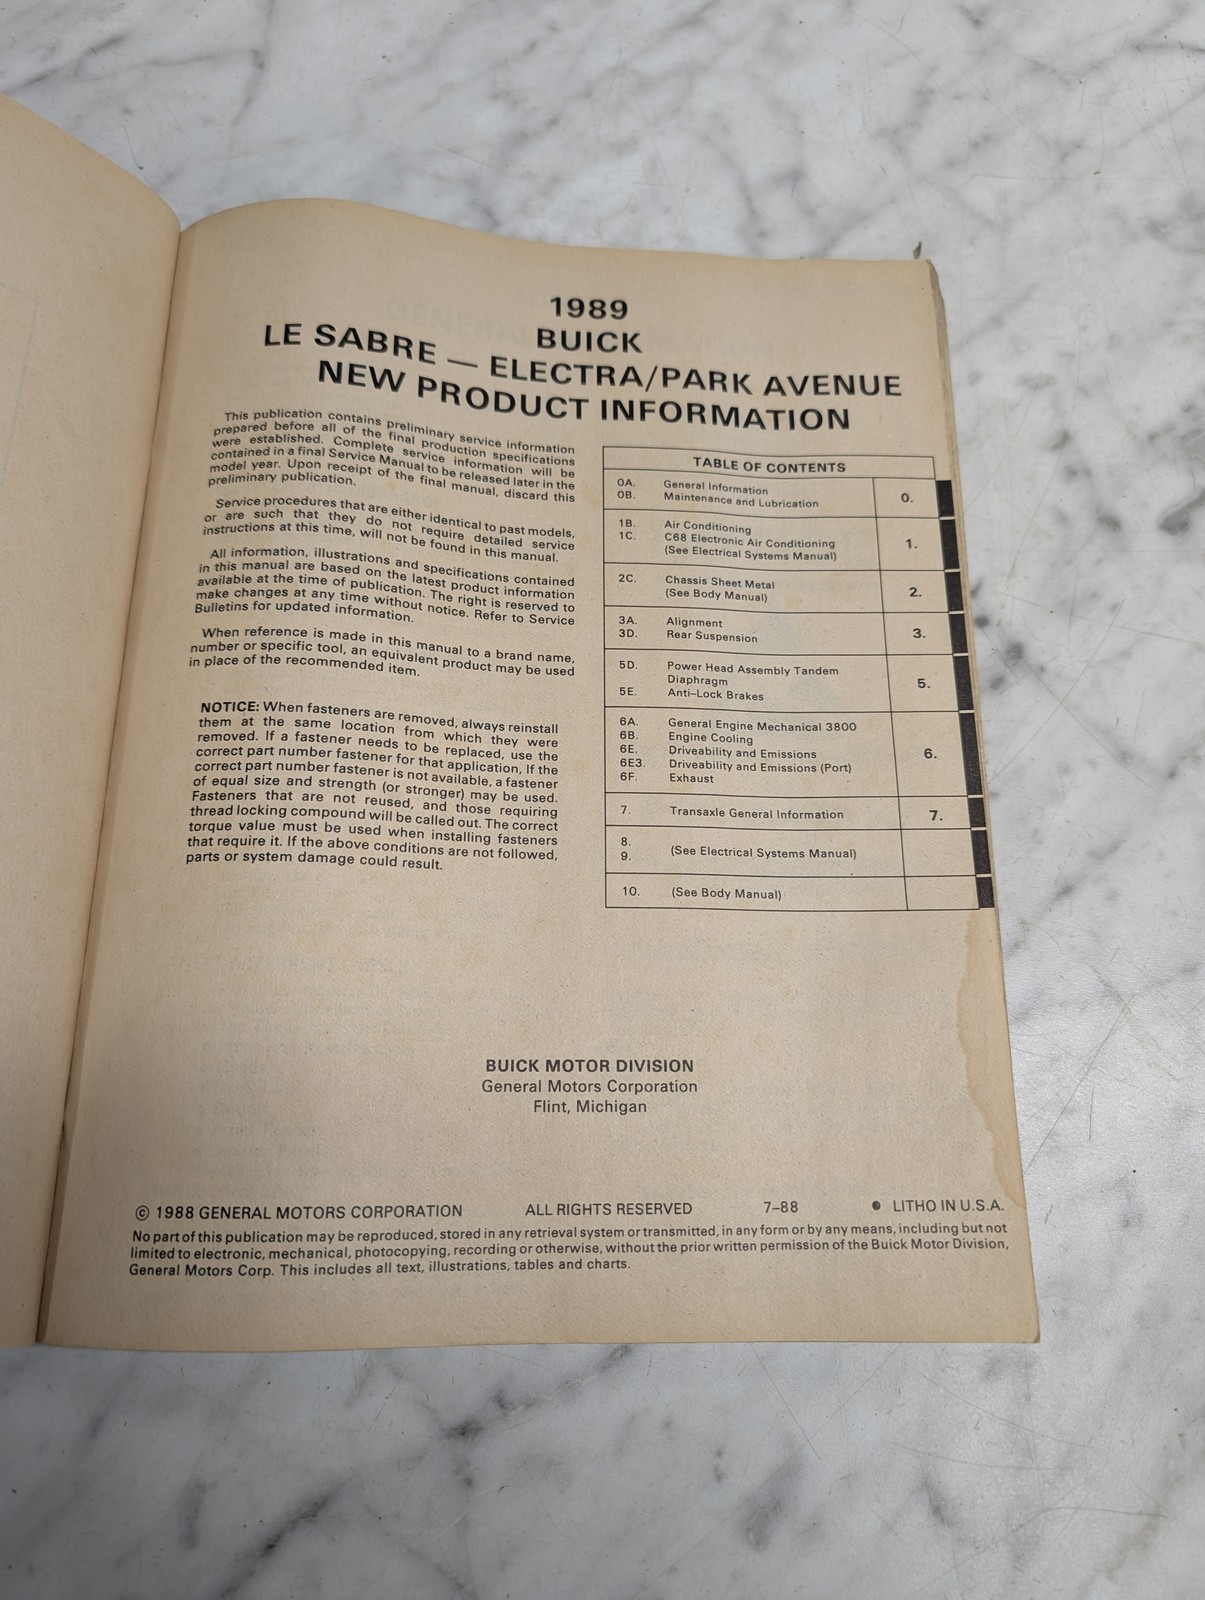 1989
BUICK
LE SABRE — ELECTRA/PARK AVENUE
NEW PRODUCT INFORMATION
This publication contains preliminary service information
prepared before all of the final production specifications
were established. Complete service information will be
contained in a final Service Manual to be released later in the
model year. Upon receipt of the final manual, discard this
preliminary publication.
Service procedures that are either identical to past models,
or are such that they do not require detailed service
instructions at this time, will not be found in this manual.
All information, illustrations and specifications contained
in this manual are based on the latest product information
available at the time of publication. The right is reserved to
make changes at any time without notice. Refer to Service
Bulletins for updated information.
When reference is made in this manual to a brand name,
number or specific tool, an equivalent product may be used
in place of the recommended item.
NOTICE: When fasteners are removed, always reinstall
them at the same location from which they were
removed. If a fastener needs to be replaced, use the
correct part number fastener for that application, If the
correct part number fastener is not available, a fastener
of equal size and strength (or stronger) may be used.
Fasteners that are not reused, and those requiring
thread locking compound will be called out. The correct
torque value must be used when installing fasteners
that require it. If the above conditions are not followed,
parts or system damage could result.
TABLE OF CONTENTS
0A. General Information
0B. Maintenance and Lubrication
0.
1B. Air Conditioning
1C. C68 Electronic Air Conditioning
(See Electrical Systems Manual)
1.
2C. Chassis Sheet Metal
(See Body Manual)
2.
3A. Alignment
3D. Rear Suspension
3.
5D. Power Head Assembly Tandem
Diaphragm
5E. Anti–Lock Brakes
5.
6A. General Engine Mechanical 3800
6B. Engine Cooling
6E. Driveability and Emissions
6E3. Driveability and Emissions (Port)
6F. Exhaust
6.
7. Transaxle General Information
7.
8.
9. (See Electrical Systems Manual)
10. (See Body Manual)
BUICK MOTOR DIVISION
General Motors Corporation
Flint, Michigan
© 1988 GENERAL MOTORS CORPORATION ALL RIGHTS RESERVED 7–88 ● LITHO IN U.S.A.
No part of this publication may be reproduced, stored in any retrieval system or transmitted, in any form or by any means, including but not
limited to electronic, mechanical, photocopying, recording or otherwise, without the prior written permission of the Buick Motor Division,
General Motors Corp. This includes all text, illustrations, tables and charts.